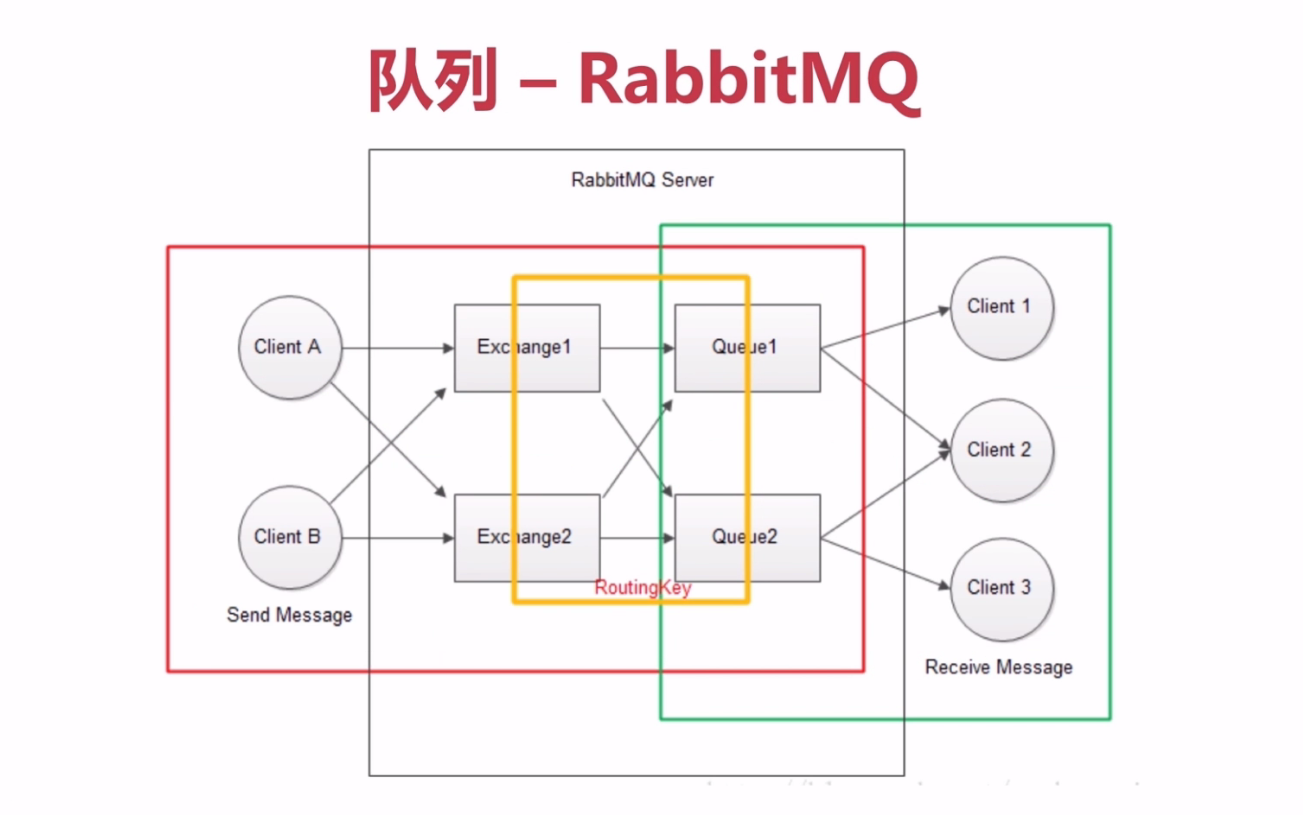 队列 – RabbitMQ
RabbitMQ Server
Client A
Exchange1
Queue1
Client 1
Client 2
Client B
Exchange2
Queue2
RoutingKey
Client 3
Send Message
Receive Message